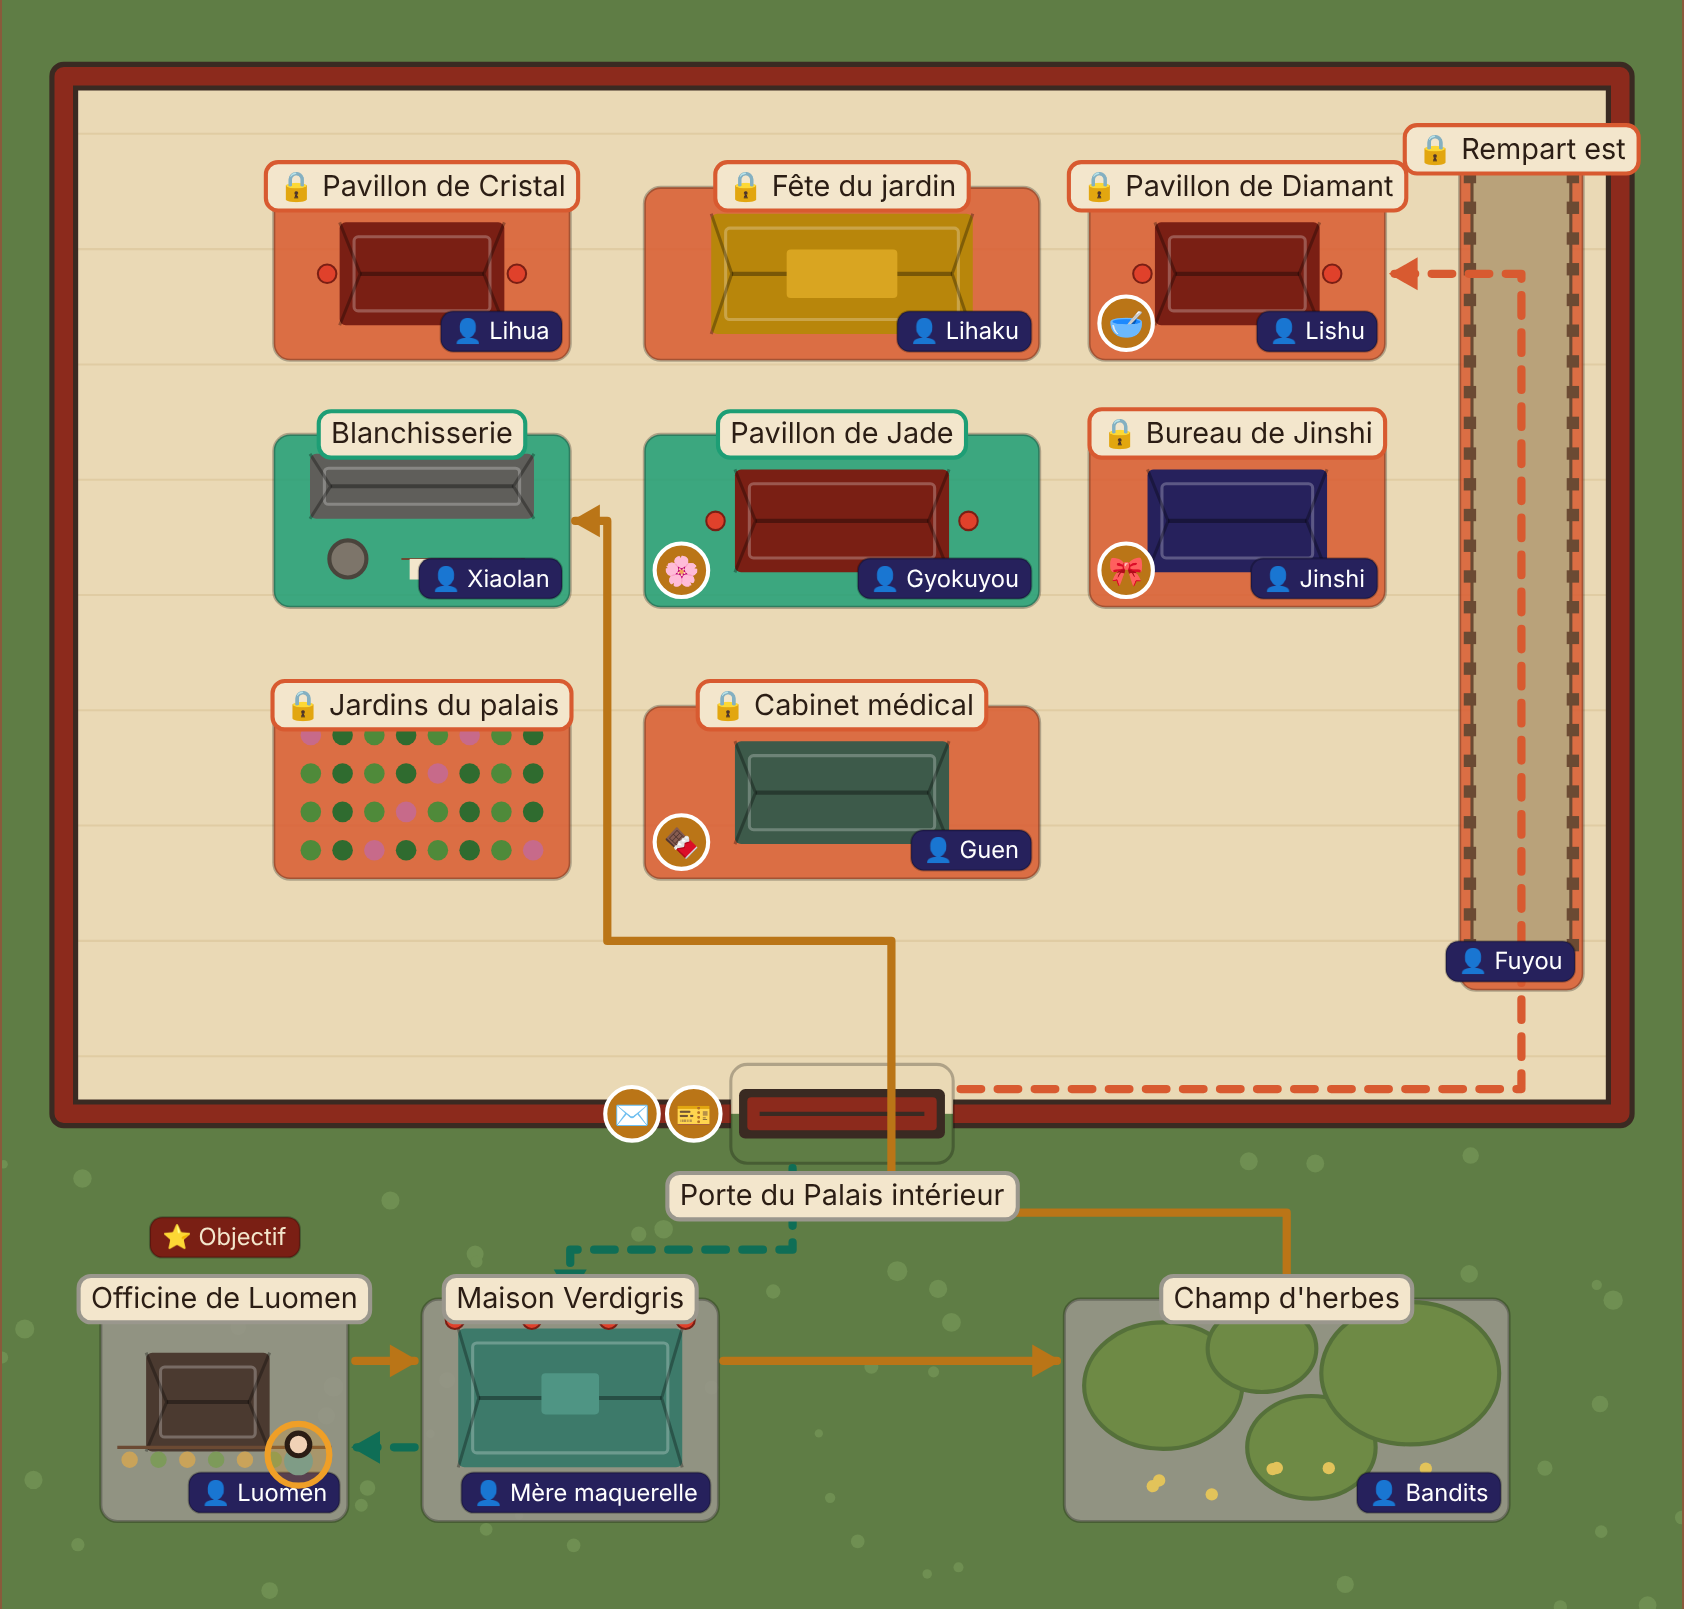 Rempart est
Pavillon de Cristal
Fête du jardin
Pavillon de Diamant
Lihua
Lihaku
Lishu
Blanchisserie
Pavillon de Jade
Bureau de Jinshi
Xiaolan
Gyokuyou
Jinshi
Jardins du palais
Cabinet médical
Guen
Fuyou
Porte du Palais intérieur
Objectif
Officine de Luomen
Maison Verdigris
Champ d'herbes
Luomen
Mère maquerelle
Bandits